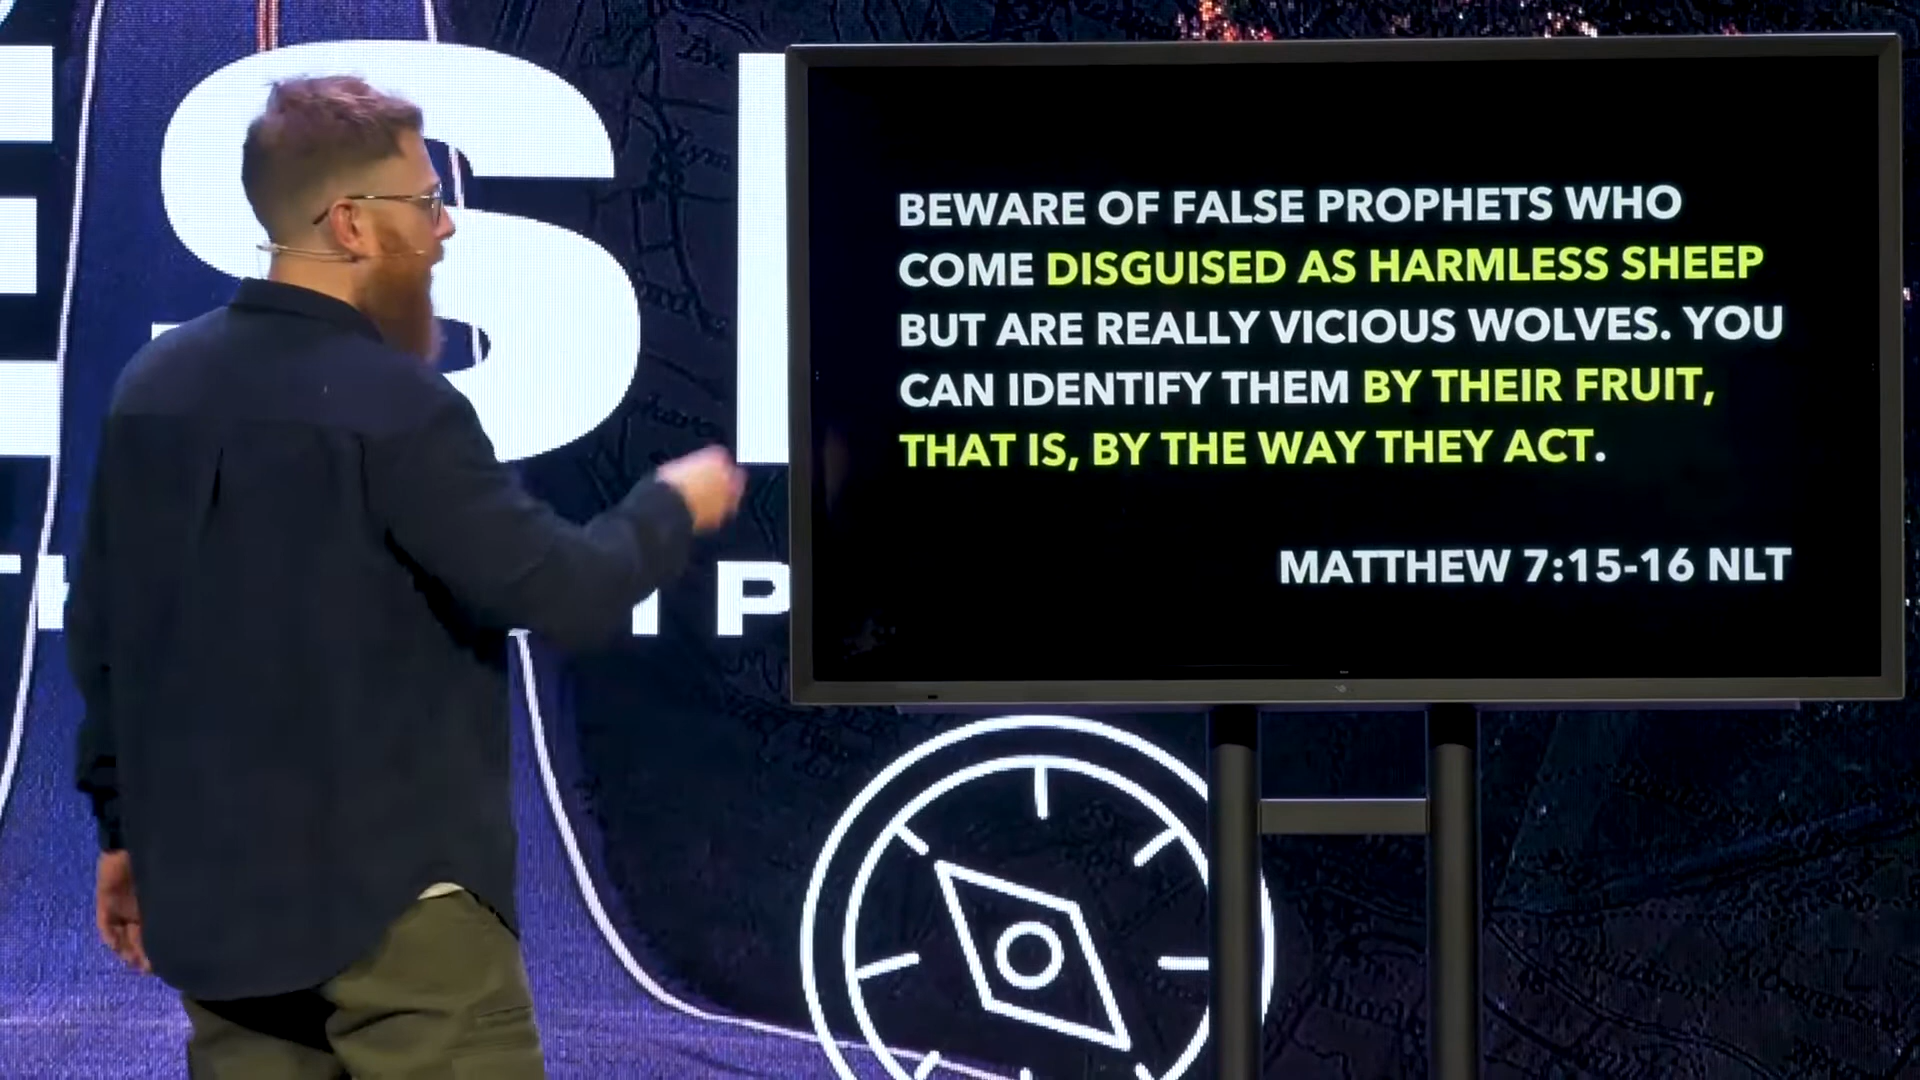 BEWARE OF FALSE PROPHETS WHO
COME DISGUISED AS HARMLESS SHEEP
BUT ARE REALLY VICIOUS WOLVES. YOU
CAN IDENTIFY THEM BY THEIR FRUIT,
THAT IS, BY THE WAY THEY ACT.
MATTHEW 7:15-16 NLT